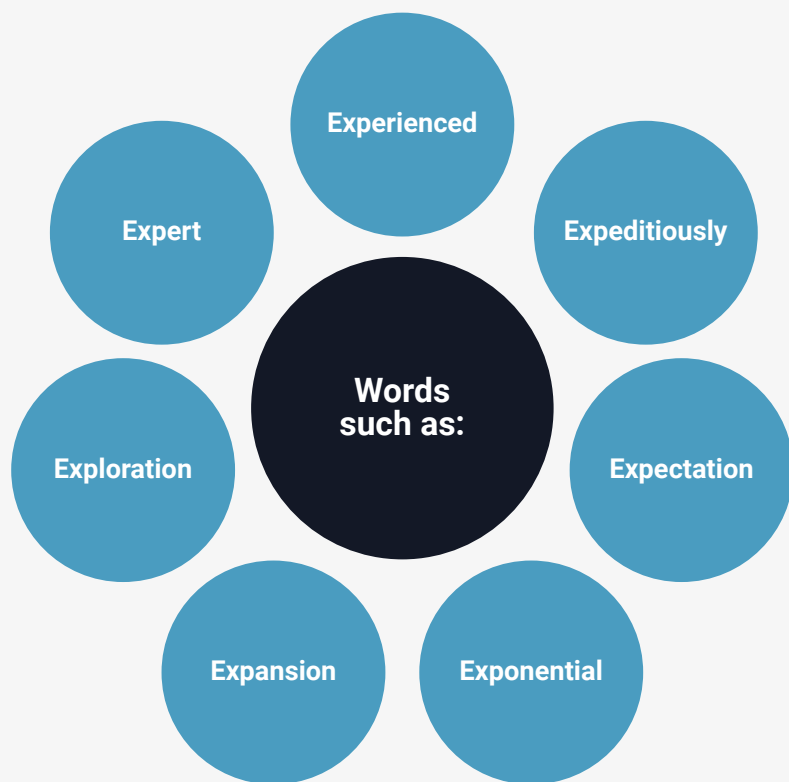 Words
such as:
Experienced
Expeditiously
Expectation
Exponential
Expansion
Exploration
Expert